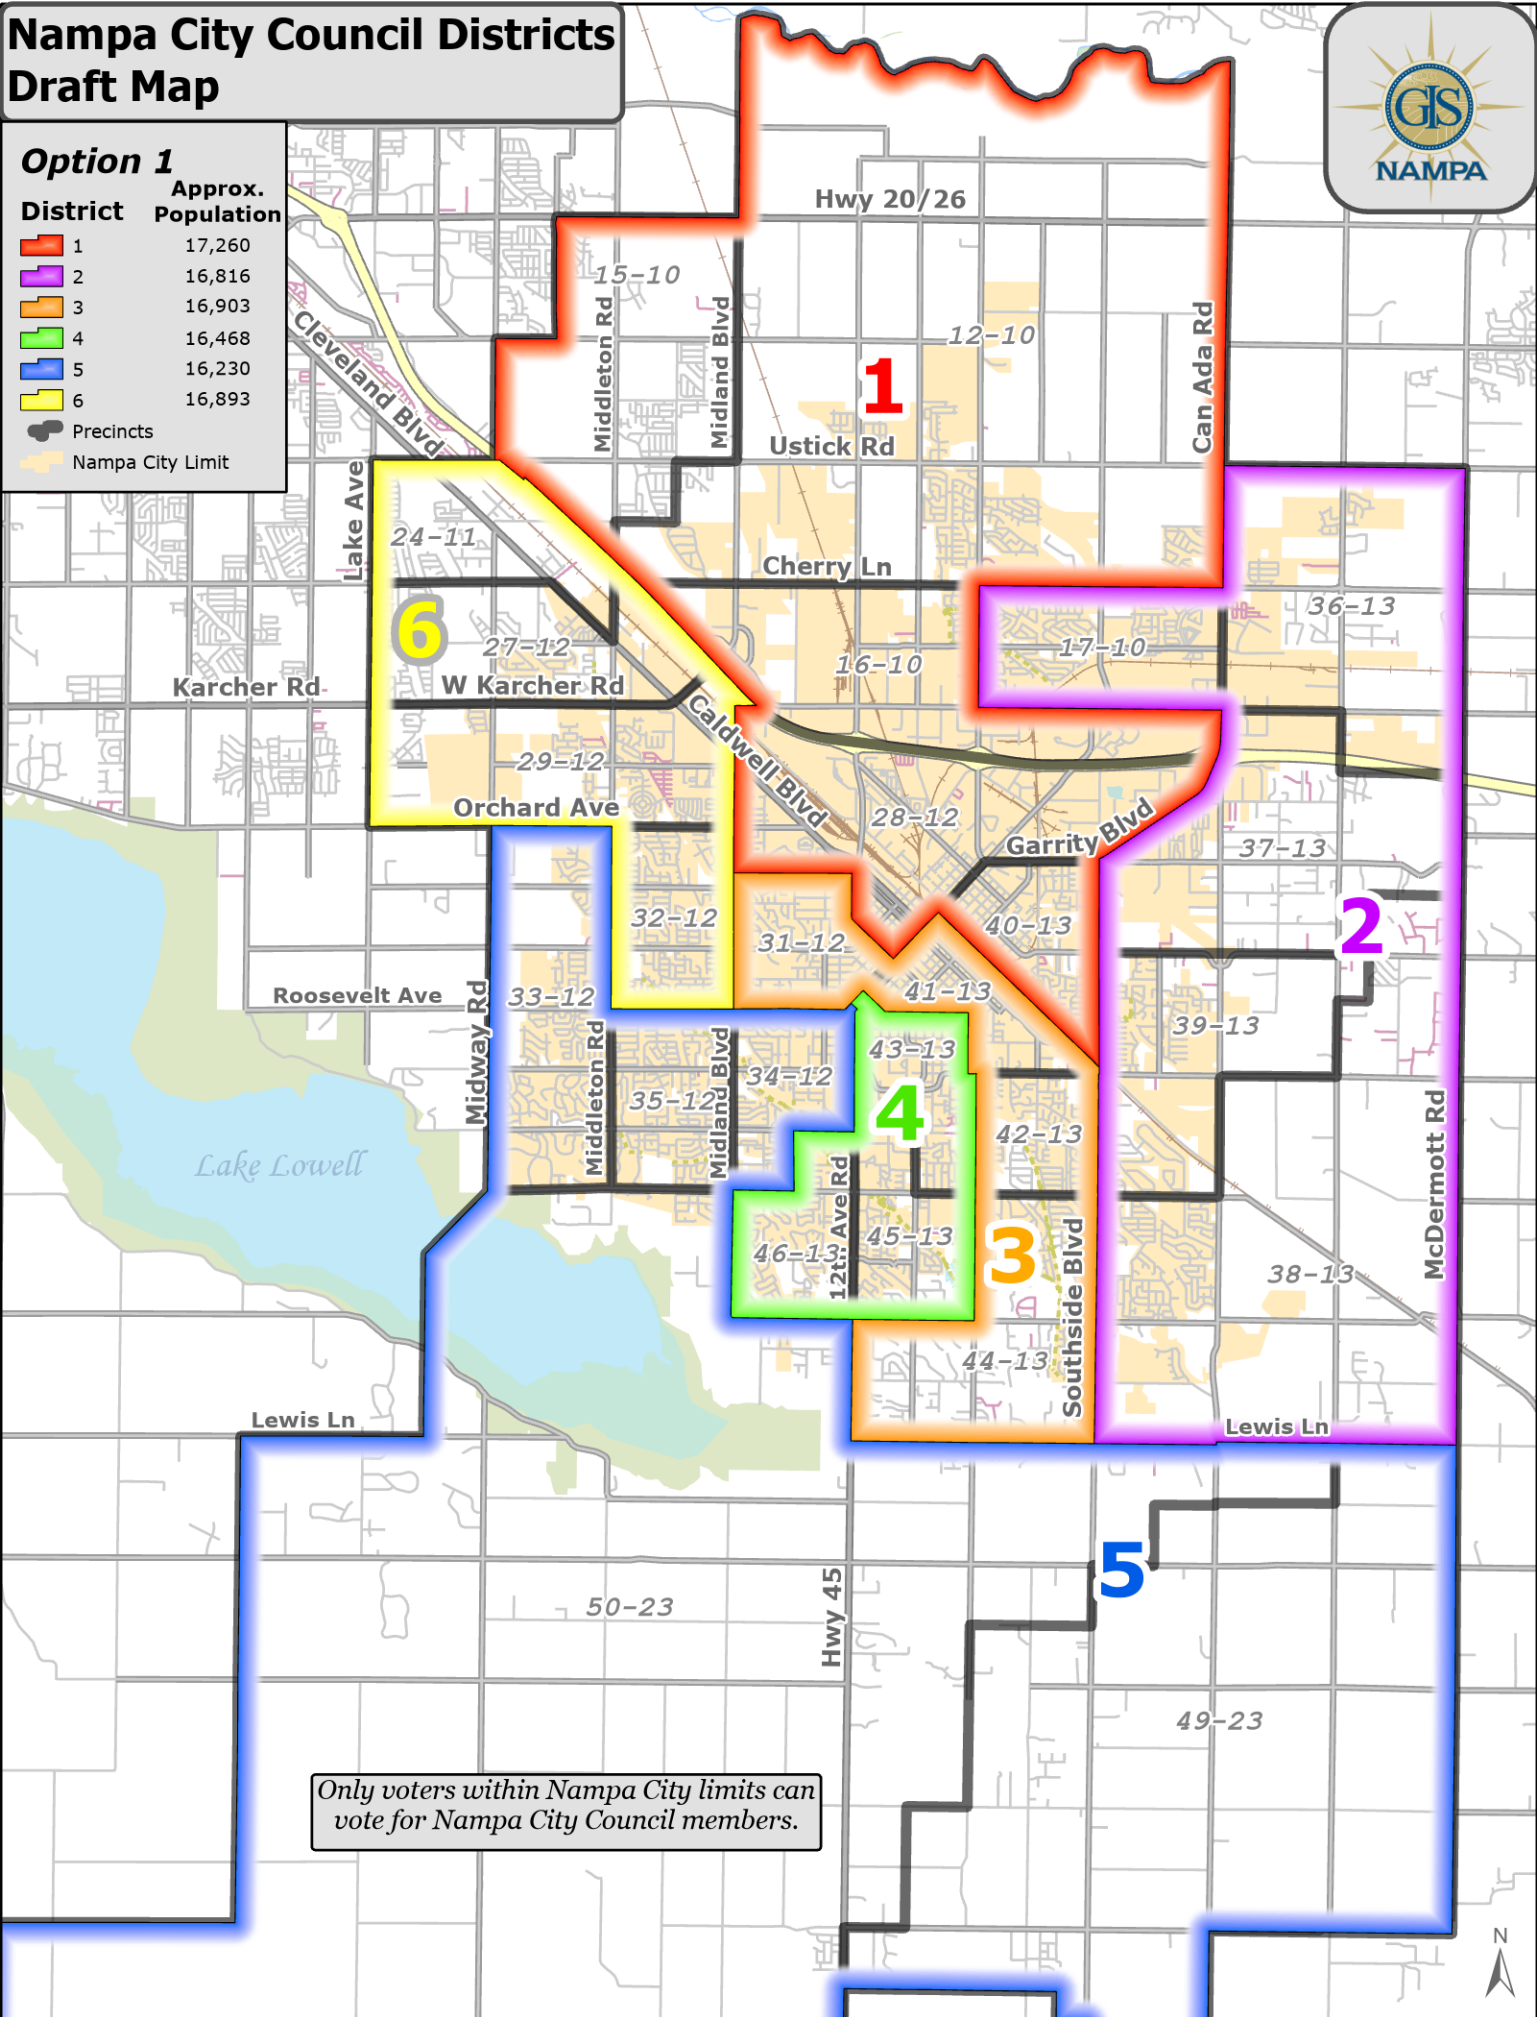 Nampa City Council Districts
Draft Map
GIS
NAMPA
Option 1
Approx.
District Population
1 17,260
2 16,816
3 16,903
4 16,468
5 16,230
6 16,893
Precincts
Nampa City Limit
Hwy 20/26
15-10
12-10
Cleveland Blvd
Middleton Rd
Midland Blvd
Can Ada Rd
1
Ustick Rd
Lake Ave
24-11
Cherry Ln
36-13
6
27-12
16-10
17-10
Karcher Rd
W Karcher Rd
Caldwell Blvd
29-12
Orchard Ave
28-12
Garrity Blvd
37-13
32-12
31-12
40-13
2
Roosevelt Ave
33-12
41-13
39-13
Midway Rd
Middleton Rd
Midland Blvd
34-12
35-12
43-13
4
42-13
McDermott Rd
Lake Lowell
12th Ave Rd
46-13
45-13
3
Southside Blvd
38-13
44-13
Lewis Ln
Lewis Ln
5
50-23
Hwy 45
49-23
Only voters within Nampa City limits can
vote for Nampa City Council members.
N